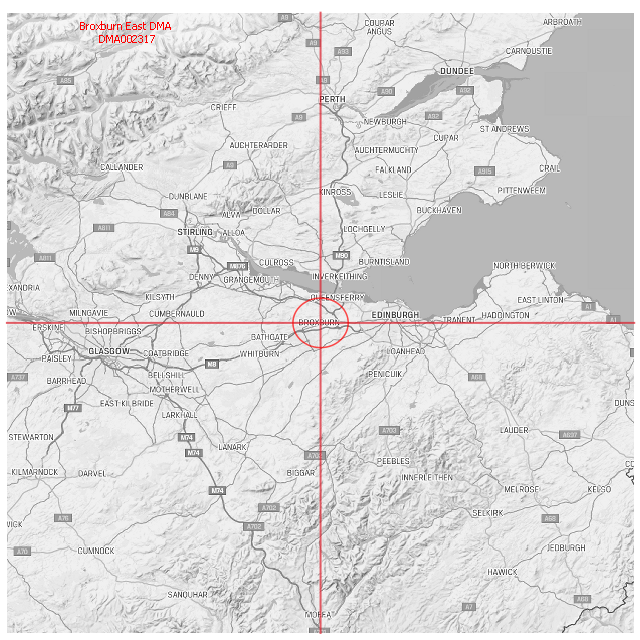 Broxburn East DMA
DMA002317
A9
COUPAR
ANGUS
ARBROATH
A9
A93
CARNOUSTIE
A85
A9
DUNDEE
A90
A92
PERTH
CRIEFF
A9
NEWBURGH
A92
ST ANDREWS
CUPAR
AUCHTERARDER
AUCHTERMUCHTY
CALLANDER
A9
FALKLAND
A915
CRAIL
DUNBLANE
KINROSS
LESLIE
PITTENWEEM
A84
ALVA
DOLLAR
BUCKHAVEN
A811
STIRLING
ALLOA
LOCHGELLY
M9
A811
M90
CULROSS
BURNTISLAND
M876
NORTH BERWICK
DENNY
GRANGEMOUTH
INVERKEITHING
EXANDRIA
KILSYTH
QUEENSFERRY
EAST LINTON
A1
MILNGAVIE
CUMBERNAULD
EDINBURGH
HADDINGTON
TRANENT
A1
ERSKINE
BISHOPBRIGGS
BROXBURN
BATHGATE
GLASGOW
COATBRIDGE
WHITBURN
LOANHEAD
PAISLEY
M8
A737
BARRHEAD
BELLSHILL
PENICUIK
A68
MOTHERWELL
M77
EAST KILBRIDE
LARKHALL
DUNS
STEWARTON
M74
A703
LAUDER
A697
LANARK
M74
A702
PEEBLES
KILMARNOCK
DARVEL
BIGGAR
INNERLEITHEN
M74
MELROSE
KELSO
A702
SELKIRK
WICK
A76
A702
A68
A70
CUMNOCK
JEDBURGH
HAWICK
SANQUHAR
A68
A7
MOFFAT